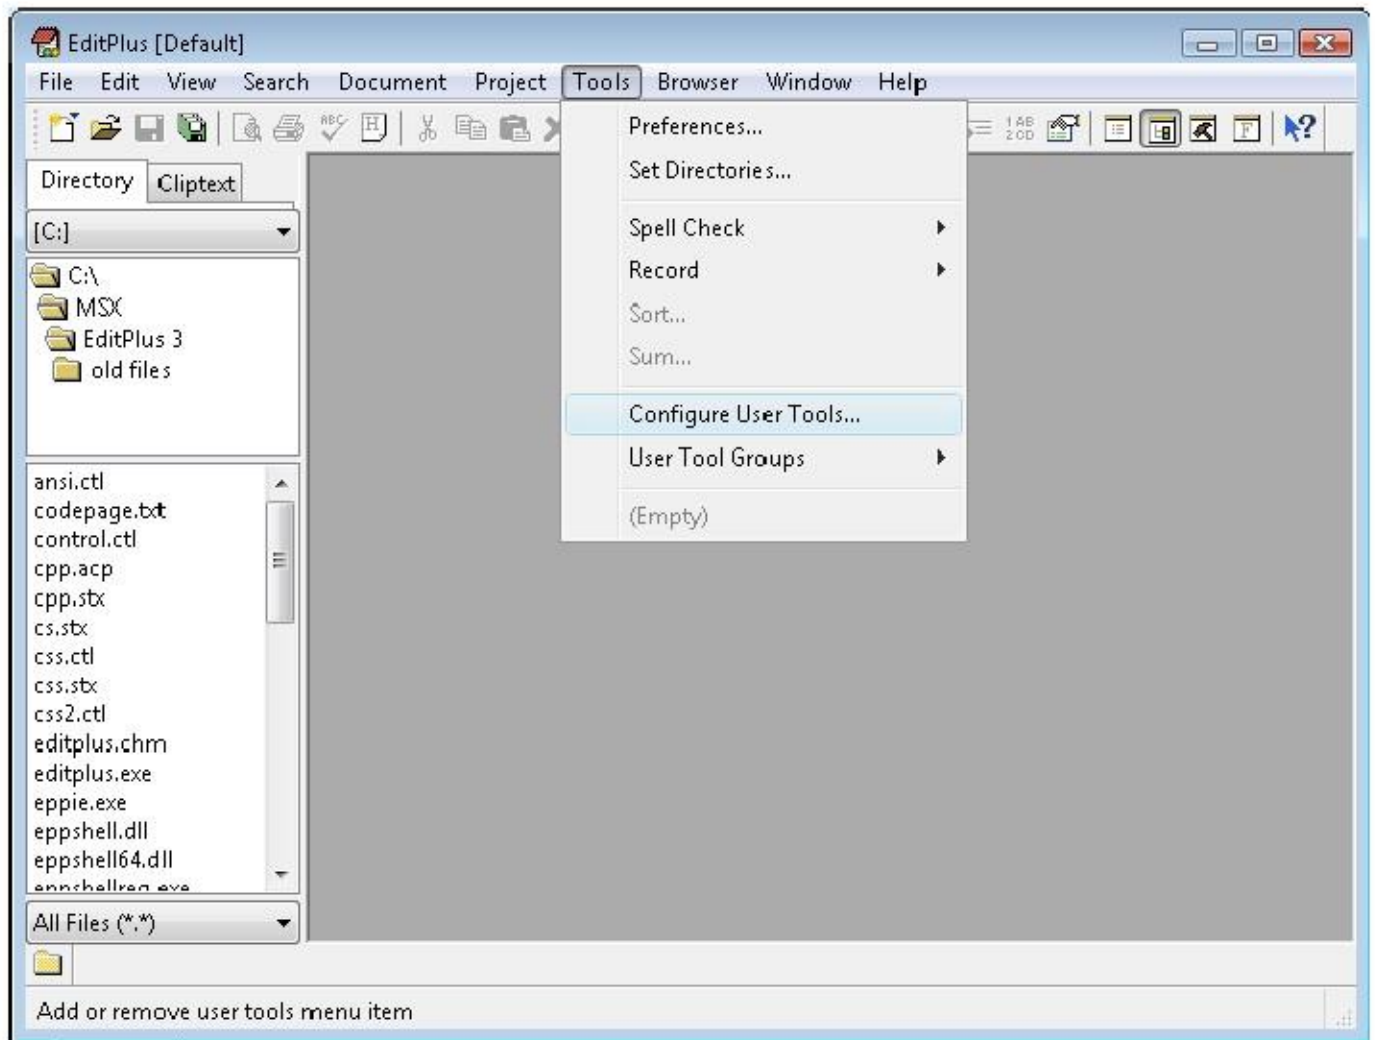 EditPlus [Default]
File Edit View Search Document Project Tools Browser Window Help
Directory Cliptext
[C:]
C:\
MSX
EditPlus 3
old files
ansi.ctl
codepage.txt
control.ctl
cpp.acp
cpp.stx
cs.stx
css.ctl
css.stx
css2.ctl
editplus.chm
editplus.exe
eppie.exe
eppshell.dll
eppshell64.dll
eppshellreg.exe
All Files (*.*)
Preferences...
Set Directories...
Spell Check
Record
Sort...
Sum...
Configure User Tools...
User Tool Groups
(Empty)
Add or remove user tools menu item